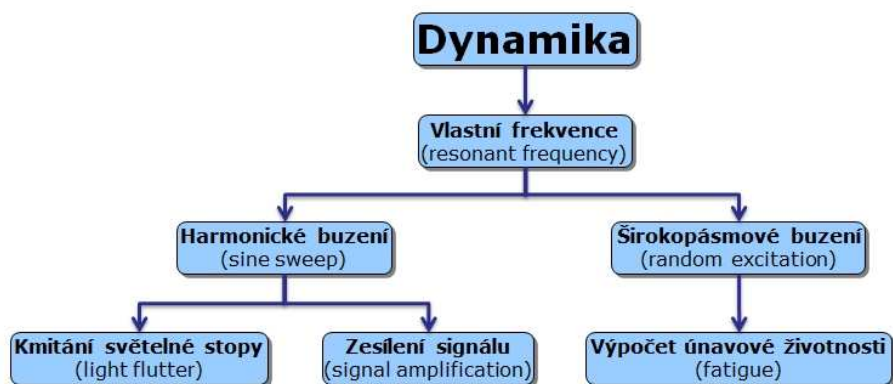 Dynamika
Vlastní frekvence
(resonant frequency)
Harmonické buzení
(sine sweep)
Širokopásmové buzení
(random excitation)
Kmitání světelné stopy
(light flutter)
Zesílení signálu
(signal amplification)
Výpočet únavové životnosti
(fatigue)